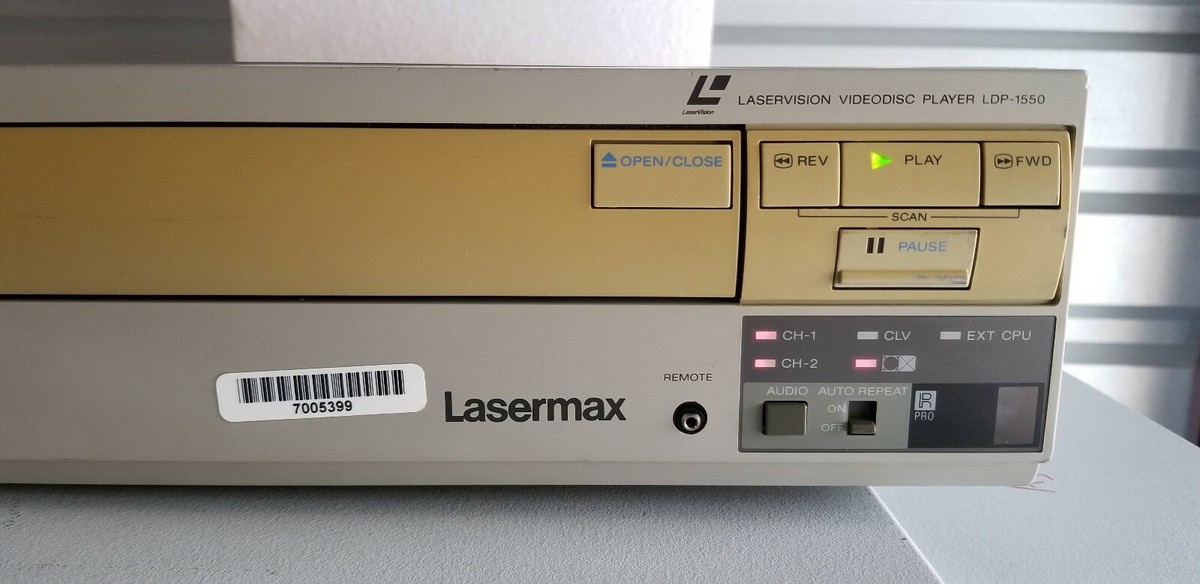 LaserVision
LASERVISION VIDEODISC PLAYER LDP-1550
OPEN/CLOSE
REV
PLAY
FWD
SCAN
PAUSE
CH-1
CLV
EXT CPU
CH-2
REMOTE
7005399
Lasermax
AUDIO
AUTO REPEAT
ON
OFF
R
PRO